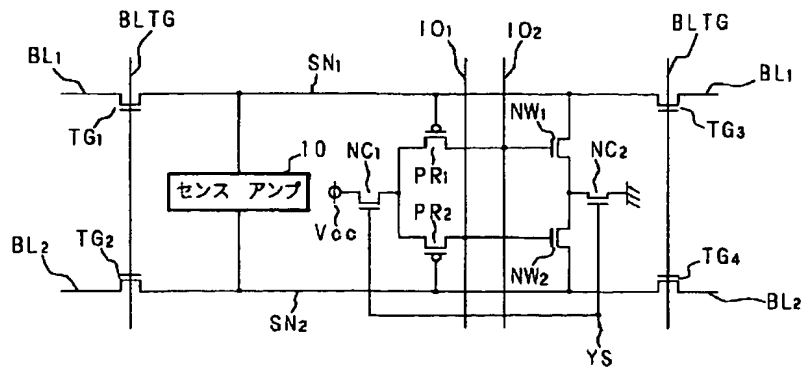 BLTG
IO₁
IO₂
BLTG
BL₁
SN₁
BL₁
TG₁
10
NC₁
NW₁
NC₂
TG₃
センス アンプ
PR₁
PR₂
Vcc
BL₂
TG₂
NW₂
TG₄
SN₂
BL₂
YS